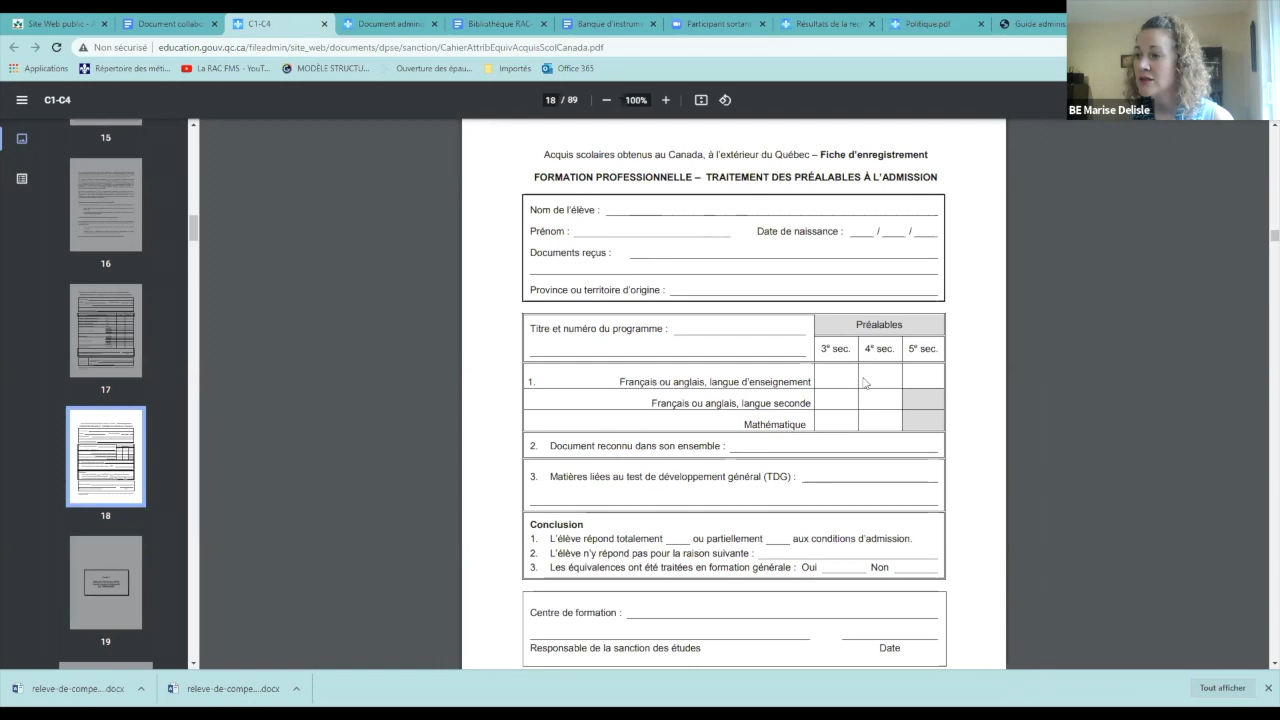 Site Web public - A
Document collab
C1-C4
Document admini
Bibliothèque RAC-
Banque d'instrum
Participant sortan
Résultats de la rec
Politique.pdf
Guide adminis
Non sécurisé | education.gouv.qc.ca/fileadmin/site_web/documents/dpse/sanction/CahierAttribEquivAcquisScolCanada.pdf
Applications
Répertoire des méti...
La RAC FMS - YouT...
MODÈLE STRUCTU...
Ouverture des épau...
Importés
Office 365
BE Marise Delisle
C1-C4
18 / 89
100%
15
16
17
18
19
Acquis scolaires obtenus au Canada, à l'extérieur du Québec – Fiche d'enregistrement
FORMATION PROFESSIONNELLE – TRAITEMENT DES PRÉALABLES À L'ADMISSION
Nom de l'élève :
Prénom : Date de naissance : / /
Documents reçus :
Province ou territoire d'origine :
Titre et numéro du programme :
Préalables
3e sec. 4e sec. 5e sec.
1. Français ou anglais, langue d'enseignement
Français ou anglais, langue seconde
Mathématique
2. Document reconnu dans son ensemble :
3. Matières liées au test de développement général (TDG) :
Conclusion
1. L'élève répond totalement ____ ou partiellement ____ aux conditions d'admission.
2. L'élève n'y répond pas pour la raison suivante :
3. Les équivalences ont été traitées en formation générale : Oui ____ Non ____
Centre de formation :
Responsable de la sanction des études Date
releve-de-compe....docx
releve-de-compe....docx
Tout afficher